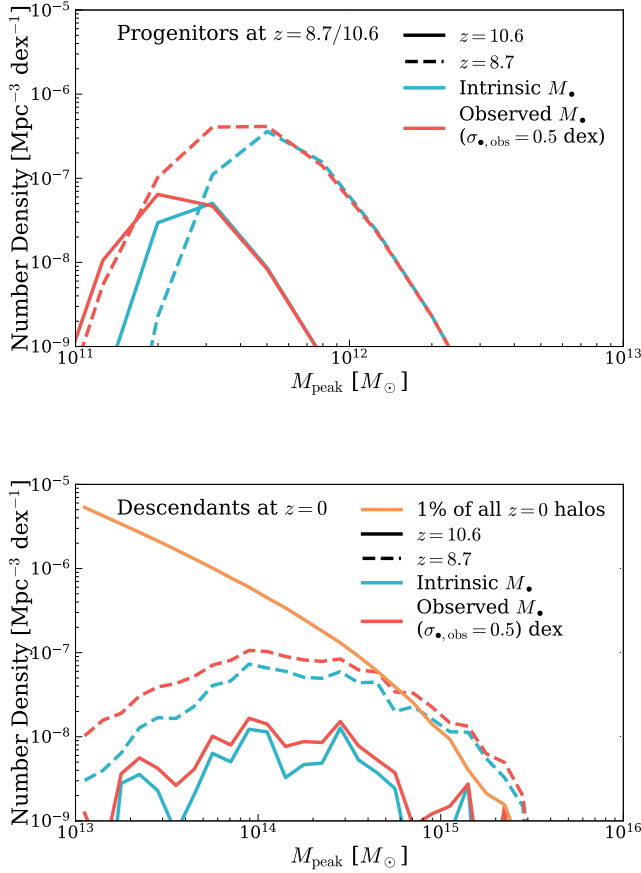 Progenitors at z = 8.7/10.6
z = 10.6
z = 8.7
Intrinsic M•
Observed M•
(σ•,obs = 0.5 dex)
Number Density [Mpc⁻³ dex⁻¹]
10⁻⁵
10⁻⁶
10⁻⁷
10⁻⁸
10⁻⁹
10¹¹
10¹²
10¹³
Mpeak [M⊙]
Descendants at z = 0
1% of all z = 0 halos
z = 10.6
z = 8.7
Intrinsic M•
Observed M•
(σ•,obs = 0.5) dex
Number Density [Mpc⁻³ dex⁻¹]
10⁻⁵
10⁻⁶
10⁻⁷
10⁻⁸
10⁻⁹
10¹³
10¹⁴
10¹⁵
10¹⁶
Mpeak [M⊙]